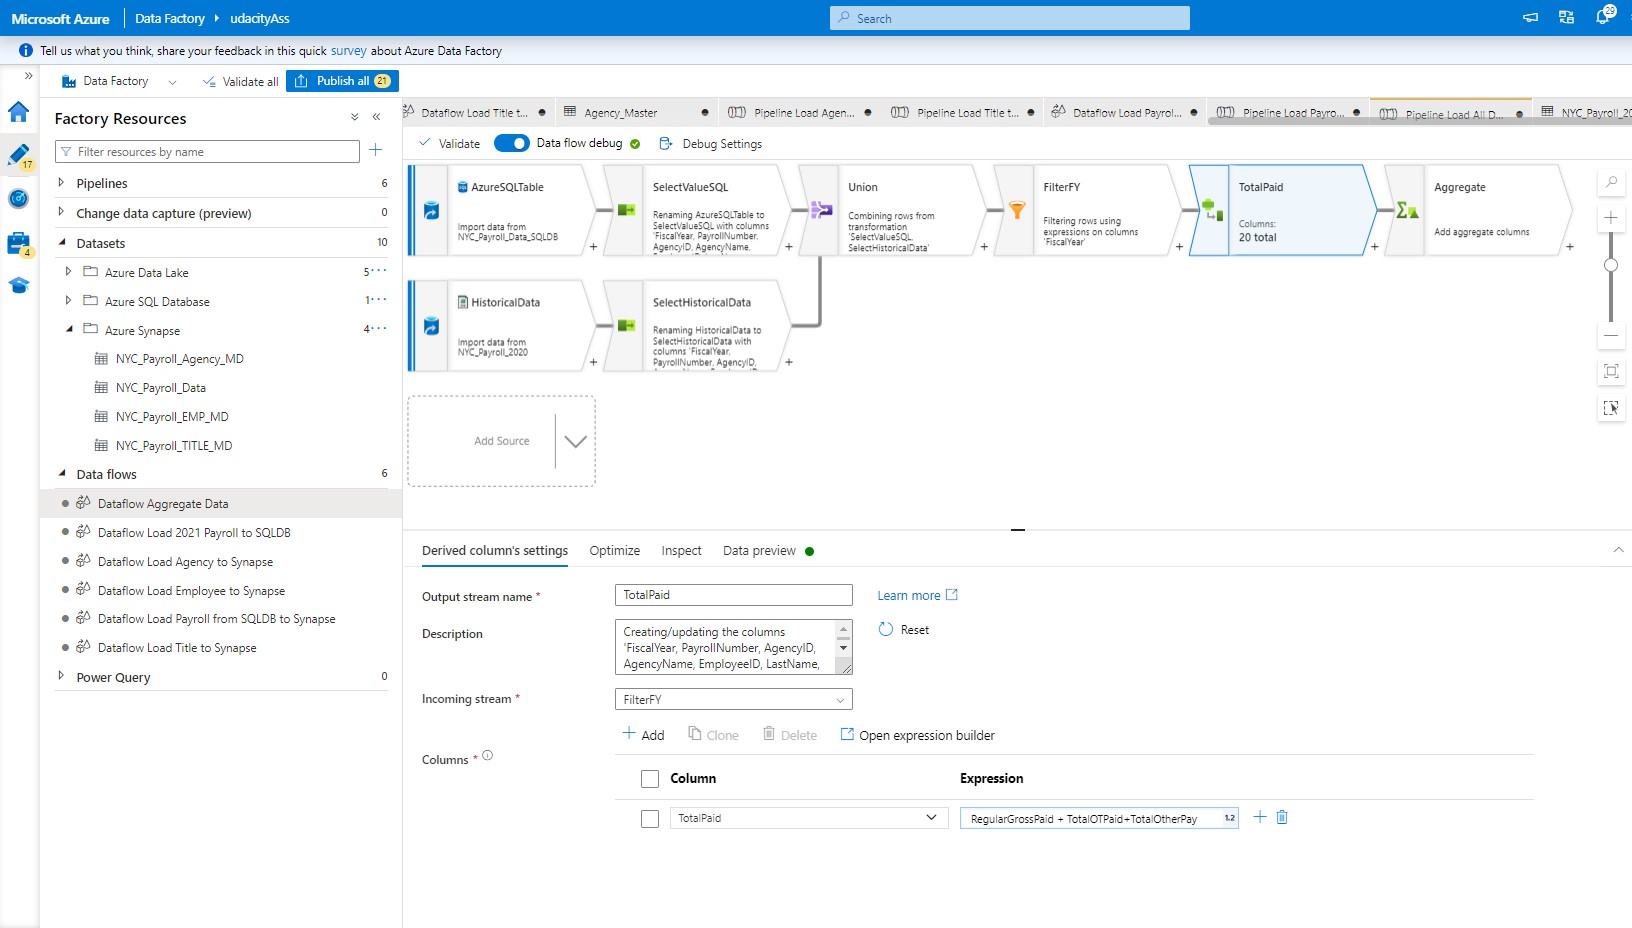 Microsoft Azure
Data Factory
udacityAss
Search
29
Tell us what you think, share your feedback in this quick survey about Azure Data Factory
Data Factory
Validate all
Publish all 21
17
4
Factory Resources
Filter resources by name
Pipelines 6
Change data capture (preview) 0
Datasets 10
Azure Data Lake 5
Azure SQL Database 1
Azure Synapse 4
NYC_Payroll_Agency_MD
NYC_Payroll_Data
NYC_Payroll_EMP_MD
NYC_Payroll_TITLE_MD
Data flows 6
Dataflow Aggregate Data
Dataflow Load 2021 Payroll to SQLDB
Dataflow Load Agency to Synapse
Dataflow Load Employee to Synapse
Dataflow Load Payroll from SQLDB to Synapse
Dataflow Load Title to Synapse
Power Query 0
Dataflow Load Title t...
Agency_Master
Pipeline Load Agen...
Pipeline Load Title t...
Dataflow Load Payrol...
Pipeline Load Payro...
Pipeline Load All D...
NYC_Payroll_20
Validate
Data flow debug
Debug Settings
AzureSQLTable
Import data from
NYC_Payroll_Data_SQLDB
SelectValueSQL
Renaming AzureSQLTable to
SelectValueSQL with columns
'FiscalYear, PayrollNumber,
AgencyID, AgencyName,
Union
Combining rows from
transformation
'SelectValueSQL,
SelectHistoricalData'
FilterFY
Filtering rows using
expressions on columns
'FiscalYear'
TotalPaid
Columns:
20 total
Aggregate
Add aggregate columns
HistoricalData
Import data from
NYC_Payroll_2020
SelectHistoricalData
Renaming HistoricalData to
SelectHistoricalData with
columns 'FiscalYear,
PayrollNumber, AgencyID,
Add Source
Derived column's settings
Optimize
Inspect
Data preview
Output stream name *
TotalPaid
Learn more
Description
Creating/updating the columns
'FiscalYear, PayrollNumber, AgencyID,
AgencyName, EmployeeID, LastName,
Reset
Incoming stream *
FilterFY
Add
Clone
Delete
Open expression builder
Columns *
Column
Expression
TotalPaid
RegularGrossPaid + TotalOTPaid+TotalOtherPay 1.2